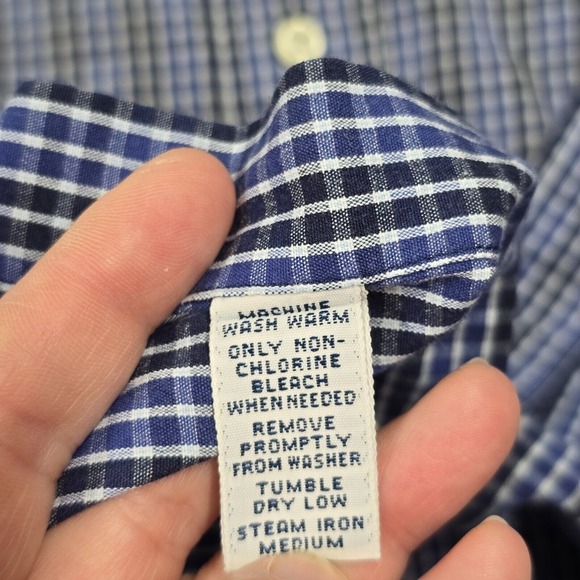 MACHINE
WASH WARM
ONLY NON-
CHLORINE
BLEACH
WHEN NEEDED
REMOVE
PROMPTLY
FROM WASHER
TUMBLE
DRY LOW
STEAM IRON
MEDIUM